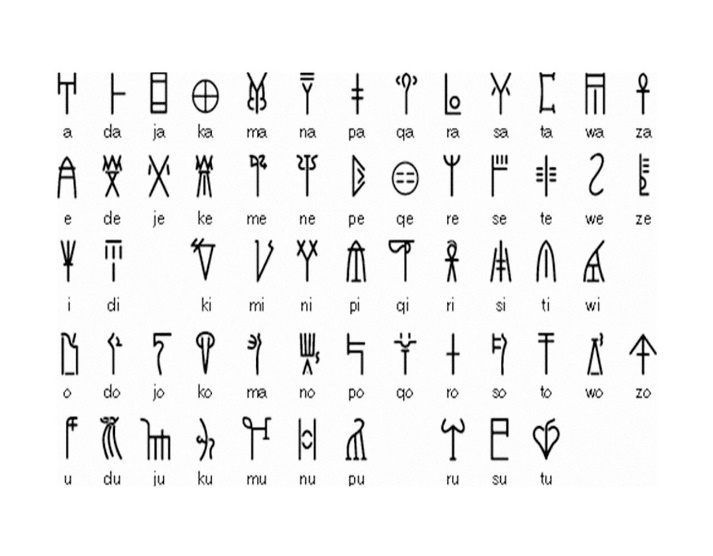 𐀀 𐀅 𐀊 𐀏 𐀔 𐀙 𐀞 𐀣 𐀨 𐀭 𐀲 𐀷 𐀼
a da ja ka ma na pa qa ra sa ta wa za
𐀁 𐀆 𐀋 𐀐 𐀕 𐀚 𐀟 𐀤 𐀩 𐀮 𐀳 𐀸 𐀽
e de je ke me ne pe qe re se te we ze
𐀂 𐀇 𐀑 𐀖 𐀛 𐀠 𐀥 𐀪 𐀯 𐀴 𐀹
i di ki mi ni pi qi ri si ti wi
𐀃 𐀈 𐀍 𐀒 𐀗 𐀜 𐀡 𐀦 𐀫 𐀰 𐀵 𐀺 𐀿
o do jo ko ma no po qo ro so to wo zo
𐀄 𐀉 𐀎 𐀓 𐀘 𐀝 𐀢 𐀬 𐀱 𐀶
u du ju ku mu nu pu ru su tu